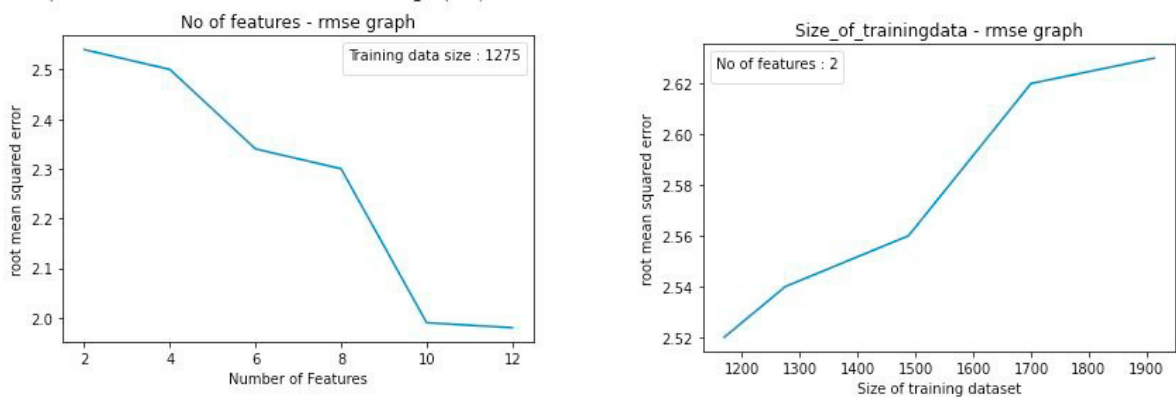 No of features - rmse graph
Training data size : 1275
root mean squared error
2.5
2.4
2.3
2.2
2.1
2.0
2 4 6 8 10 12
Number of Features
Size_of_trainingdata - rmse graph
No of features : 2
root mean squared error
2.62
2.60
2.58
2.56
2.54
2.52
1200 1300 1400 1500 1600 1700 1800 1900
Size of training dataset